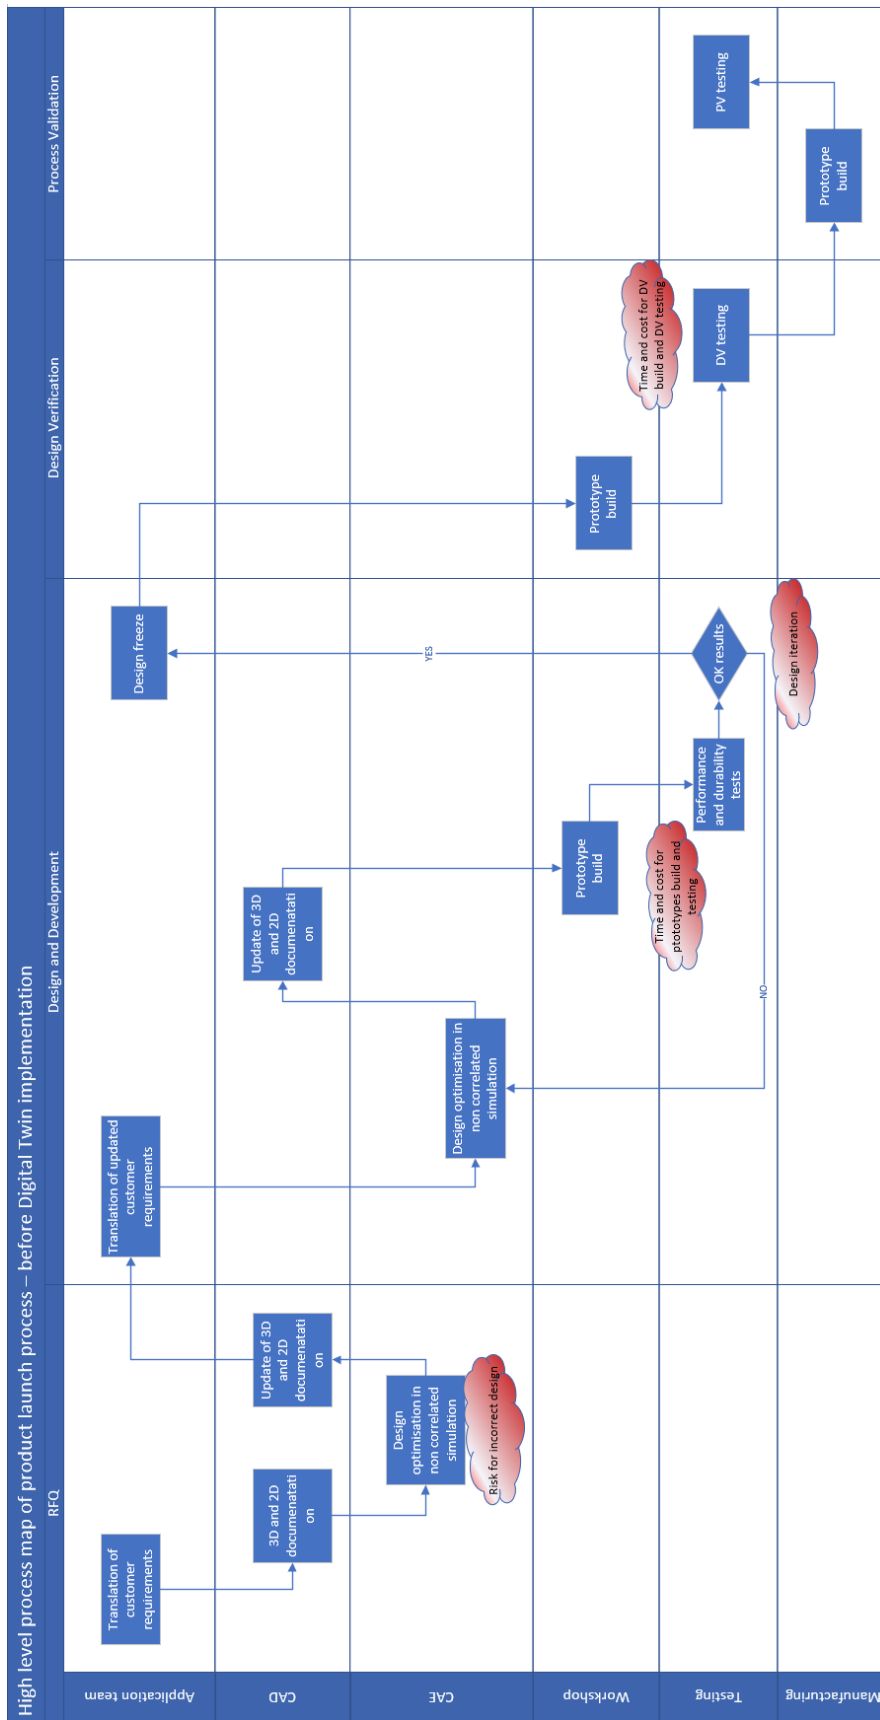 High level process map of product launch process – before Digital Twin implementation
RFQ
Design and Development
Design Verification
Process Validation
Application team
Translation of
customer
requirements
Translation of updated
customer
requirements
Design freeze
CAD
3D and 2D
documenatati
on
Update of 3D
and 2D
documenatati
on
Update of 3D
and 2D
documenatati
on
CAE
Design
optimisation in
non correlated
simulation
Risk for incorrect design
Design optimisation in
non correlated
simulation
YES
Workshop
Prototype
build
Prototype
build
Time and cost for DV
build and DV testing
Testing
Time and cost for
ptototypes build and
testing
Performance
and durability
tests
OK results
DV testing
PV testing
NO
Manufacturing
Design iteration
Prototype
build